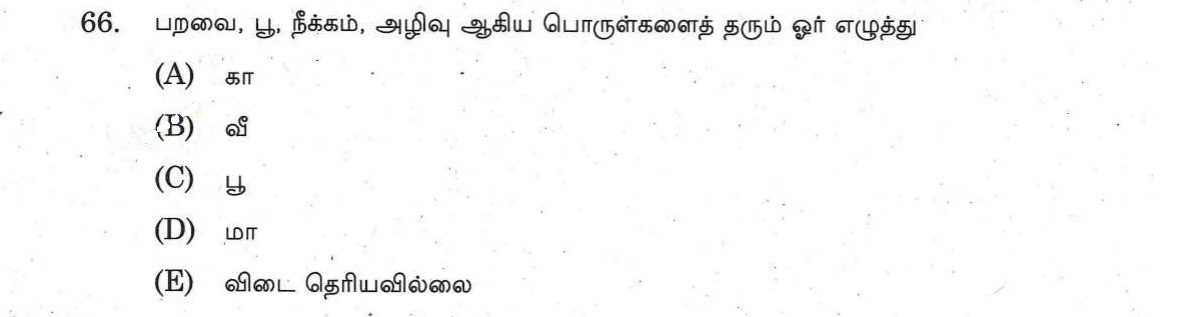 66. பறவை, பூ, நீக்கம், அழிவு ஆகிய பொருள்களைத் தரும் ஓர் எழுத்து
(A) கா
(B) வீ
(C) பூ
(D) மா
(E) விடை தெரியவில்லை